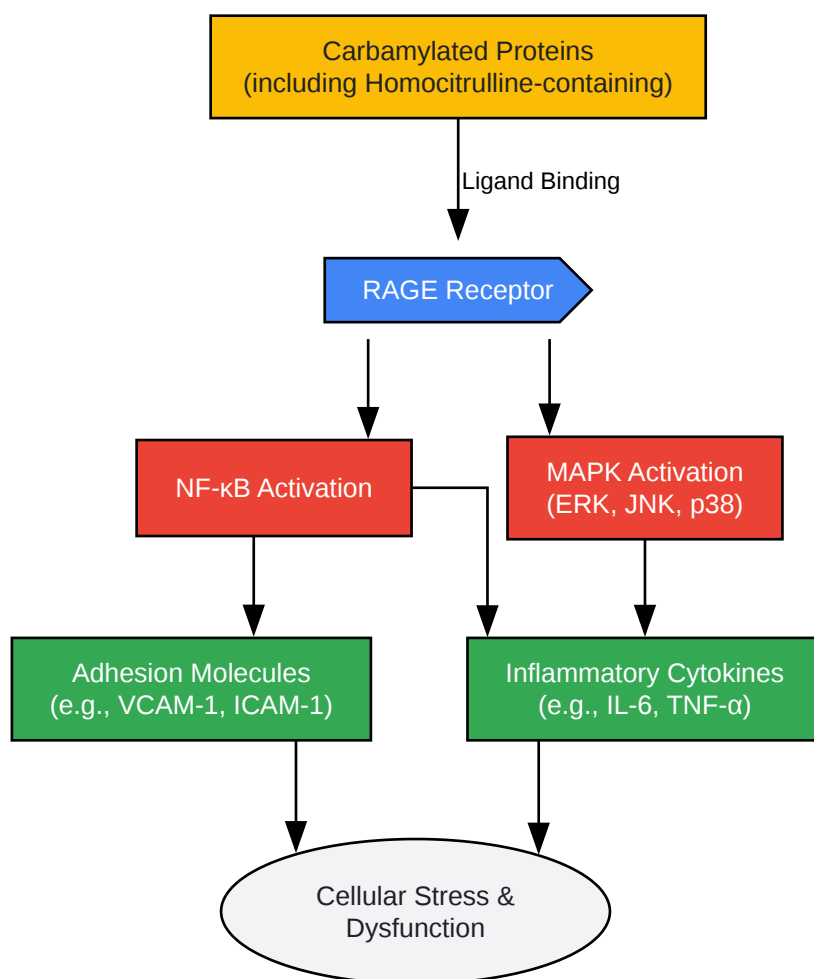 Carbamylated Proteins
(including Homocitrulline-containing)
Ligand Binding
RAGE Receptor
NF-κB Activation
MAPK Activation
(ERK, JNK, p38)
Adhesion Molecules
(e.g., VCAM-1, ICAM-1)
Inflammatory Cytokines
(e.g., IL-6, TNF-α)
Cellular Stress &
Dysfunction